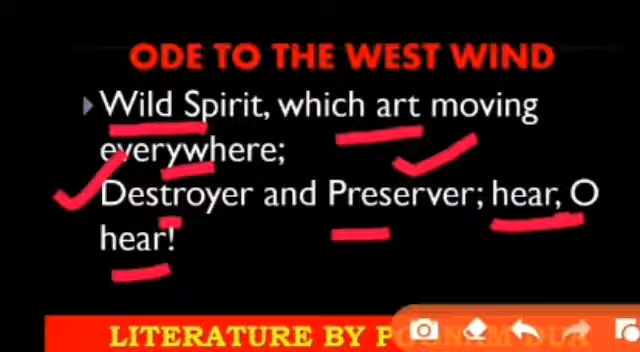 ODE TO THE WEST WIND
Wild Spirit, which art moving
everywhere;
Destroyer and Preserver; hear, O
hear!
LITERATURE BY